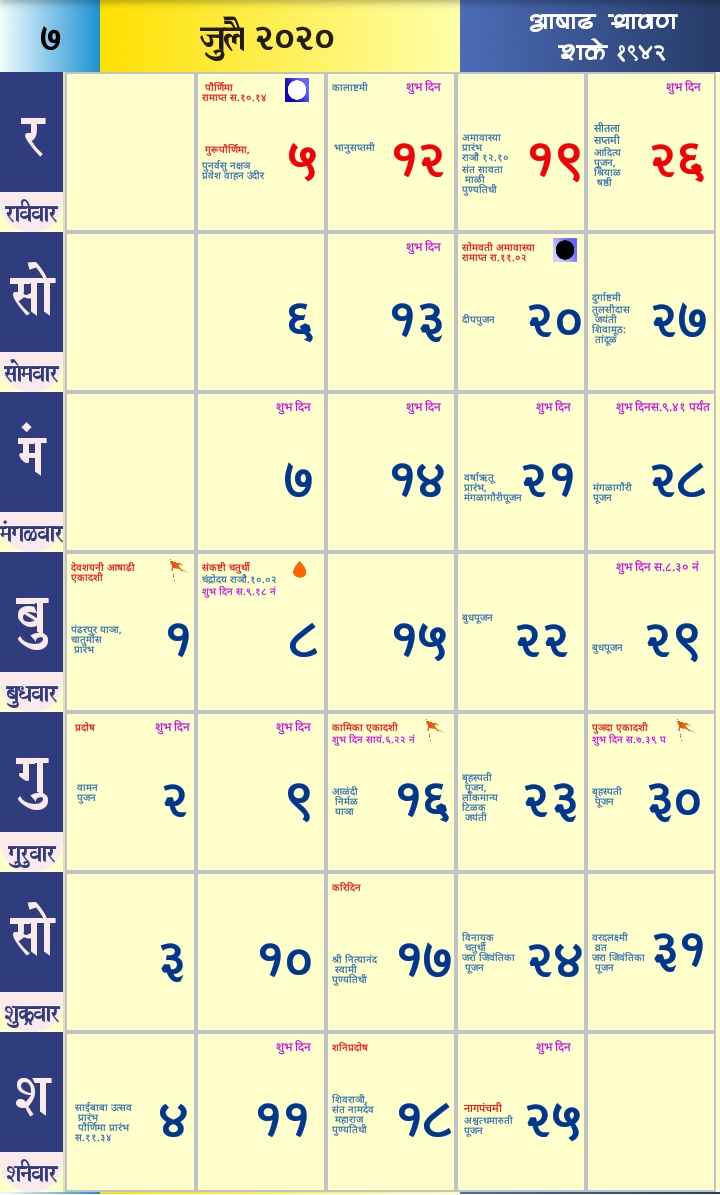 ७
जुलै २०२०
आषाढ श्रावण
शके १९४२
र
रविवार
पौर्णिमा
समाप्त स.१०.१४
गुरूपौर्णिमा,
पुनर्वसु नक्षत्र
प्रवेश वाहन उंदीर
५
कालाष्टमी
शुभ दिन
भानुसप्तमी
१२
अमावास्या
प्रारंभ
रात्रौ १२.१०
संत सावता
माळी
पुण्यतिथी
१९
शुभ दिन
सीतला
सप्तमी
आदित्य
पूजन,
श्रियाळ
षष्ठी
२६
सो
सोमवार
६
शुभ दिन
१३
सोमवती अमावास्या
समाप्त रा.११.०२
दीपपुजन
२०
दुर्गाष्टमी
तुलसीदास
जयंती
शिवामूठ:
तांदूळ
२७
मं
मंगळवार
शुभ दिन
७
शुभ दिन
१४
शुभ दिन
वर्षाऋतू
प्रारंभ,
मंगळागौरीपूजन
२१
शुभ दिनस.९.४१ पर्यंत
मंगळागौरी
पूजन
२८
बु
बुधवार
देवशयनी आषाढी
एकादशी
पंढरपूर यात्रा,
चातुर्मास
प्रारंभ
१
संकष्टी चतुर्थी
चंद्रोदय रात्रौ.१०.०२
शुभ दिन स.९.१८ नं
८
१५
बुधपूजन
२२
शुभ दिन स.८.३० नं
बुधपूजन
२९
गु
गुरुवार
प्रदोष
शुभ दिन
वामन
पुजन
२
शुभ दिन
९
कामिका एकादशी
शुभ दिन सायं.६.२२ नं
आळंदी
निर्मळ
यात्रा
१६
बृहस्पती
पूजन,
लोकमान्य
टिळक
जयंती
२३
पुत्रदा एकादशी
शुभ दिन स.७.३९ प
बृहस्पती
पूजन
३०
सो
शुक्रवार
३
१०
करिदिन
श्री नित्यानंद
स्वामी
पुण्यतिथी
१७
विनायक
चतुर्थी
जरा जिवंतिका
पूजन
२४
वरदलक्ष्मी
व्रत
जरा जिवंतिका
पूजन
३१
श
शनिवार
साईबाबा उत्सव
प्रारंभ
पौर्णिमा प्रारंभ
स.११.३४
४
शुभ दिन
११
शनिप्रदोष
शिवरात्री,
संत नामदेव
महाराज
पुण्यतिथी
१८
शुभ दिन
नागपंचमी
अश्वत्थमारुती
पूजन
२५